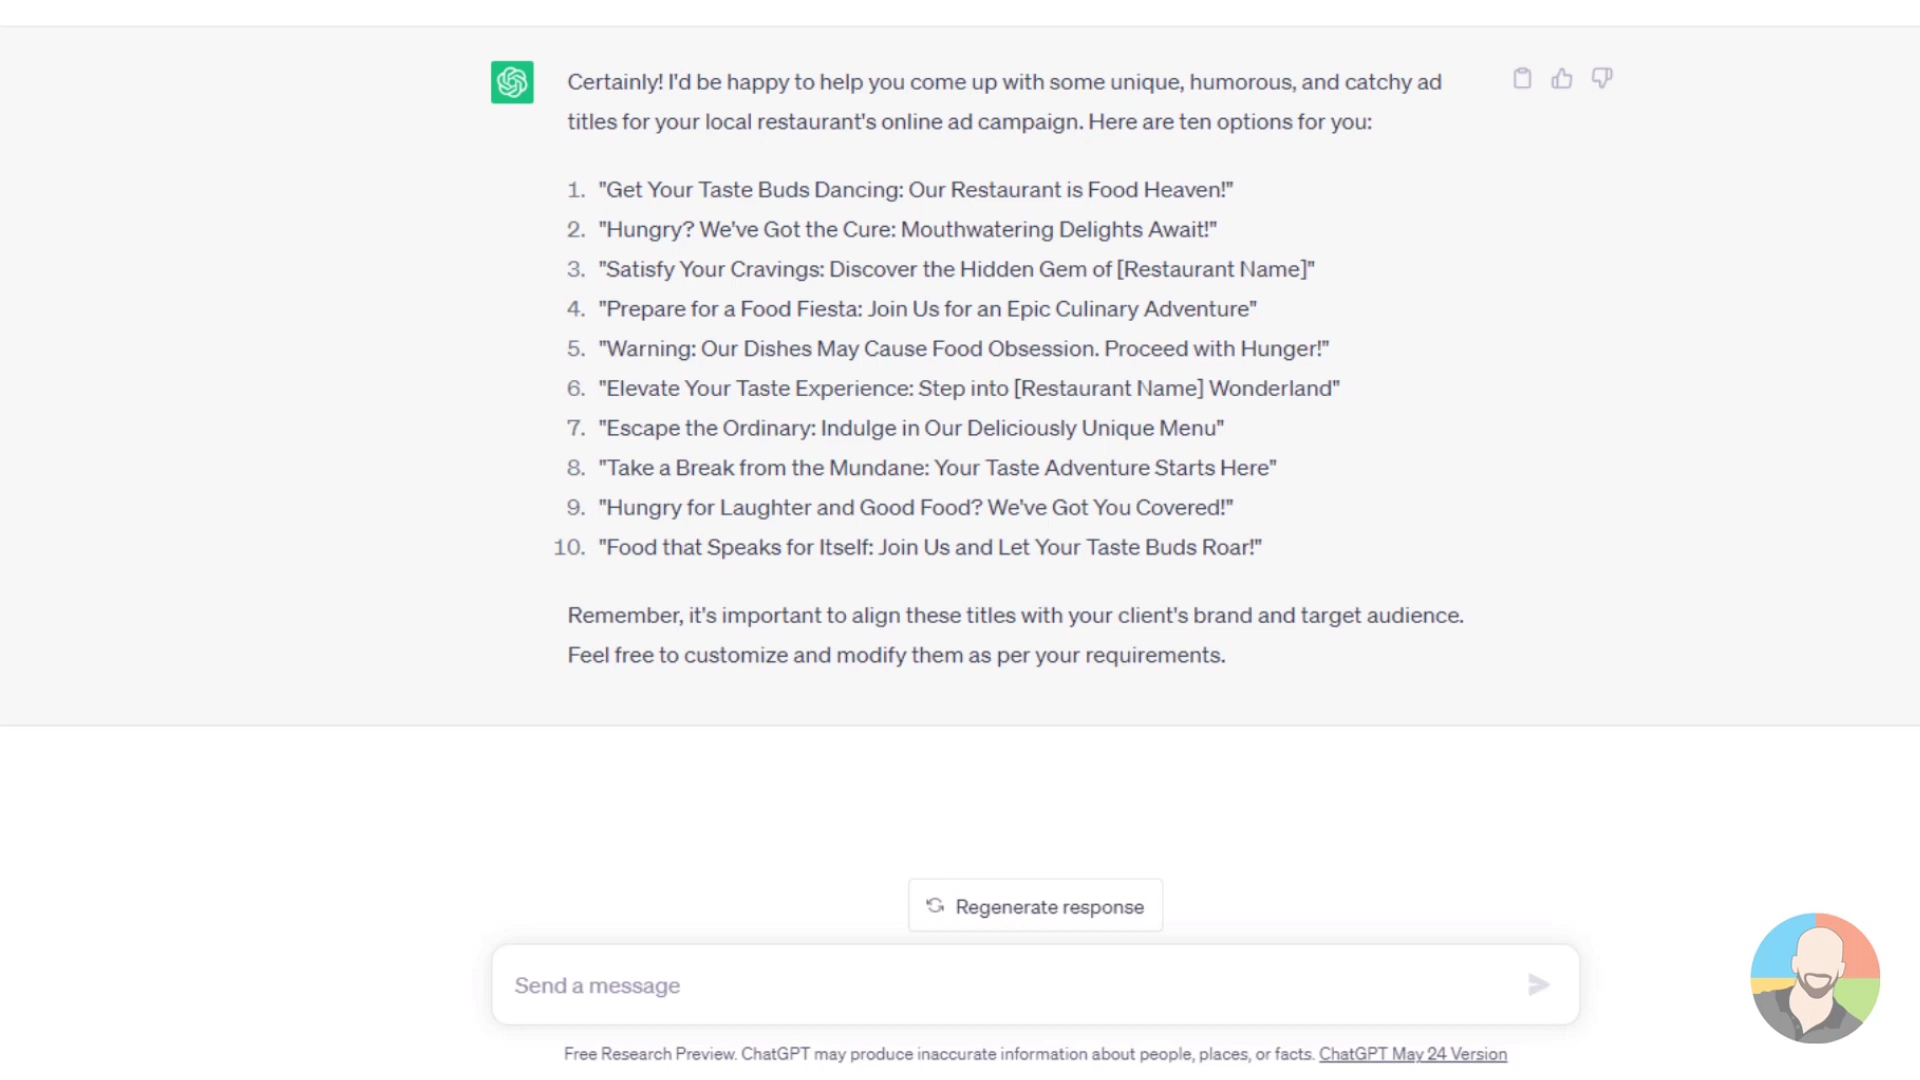 Certainly! I'd be happy to help you come up with some unique, humorous, and catchy ad
titles for your local restaurant's online ad campaign. Here are ten options for you:
1. "Get Your Taste Buds Dancing: Our Restaurant is Food Heaven!"
2. "Hungry? We've Got the Cure: Mouthwatering Delights Await!"
3. "Satisfy Your Cravings: Discover the Hidden Gem of [Restaurant Name]"
4. "Prepare for a Food Fiesta: Join Us for an Epic Culinary Adventure"
5. "Warning: Our Dishes May Cause Food Obsession. Proceed with Hunger!"
6. "Elevate Your Taste Experience: Step into [Restaurant Name] Wonderland"
7. "Escape the Ordinary: Indulge in Our Deliciously Unique Menu"
8. "Take a Break from the Mundane: Your Taste Adventure Starts Here"
9. "Hungry for Laughter and Good Food? We've Got You Covered!"
10. "Food that Speaks for Itself: Join Us and Let Your Taste Buds Roar!"
Remember, it's important to align these titles with your client's brand and target audience.
Feel free to customize and modify them as per your requirements.
Regenerate response
Send a message
Free Research Preview. ChatGPT may produce inaccurate information about people, places, or facts. ChatGPT May 24 Version